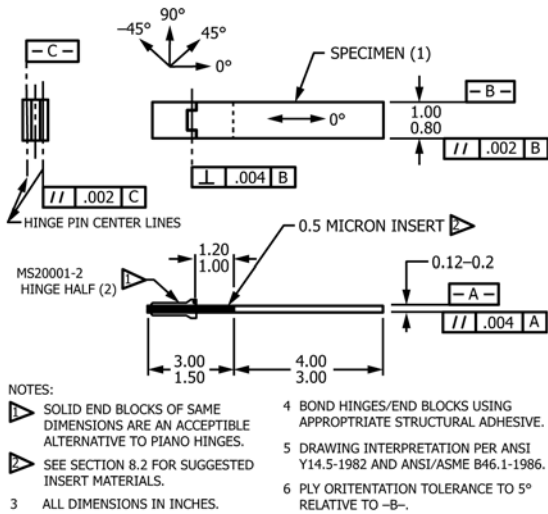 90°
−45°
45°
0°
– C –
SPECIMEN (1)
– B –
0°
1.00
0.80
// .002 B
⊥ .004 B
// .002 C
HINGE PIN CENTER LINES
0.5 MICRON INSERT 2
1.20
1.00
MS20001-2
HINGE HALF (2)
1
0.12–0.2
– A –
// .004 A
3.00
1.50
4.00
3.00
NOTES:
1 SOLID END BLOCKS OF SAME
DIMENSIONS ARE AN ACCEPTIBLE
ALTERNATIVE TO PIANO HINGES.
2 SEE SECTION 8.2 FOR SUGGESTED
INSERT MATERIALS.
3 ALL DIMENSIONS IN INCHES.
4 BOND HINGES/END BLOCKS USING
APPROPTRIATE STRUCTURAL ADHESIVE.
5 DRAWING INTERPRETATION PER ANSI
Y14.5-1982 AND ANSI/ASME B46.1-1986.
6 PLY ORITENTATION TOLERANCE TO 5°
RELATIVE TO –B–.